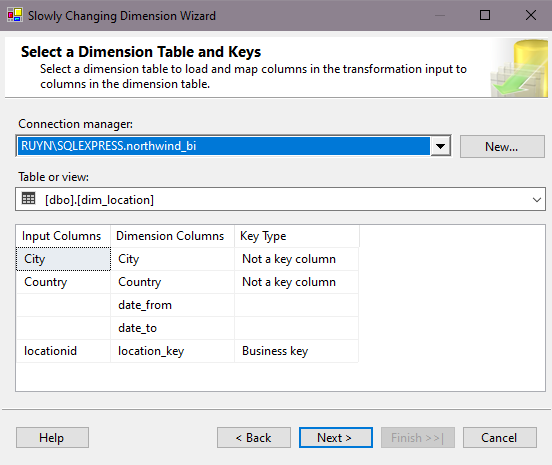 Slowly Changing Dimension Wizard
Select a Dimension Table and Keys
Select a dimension table to load and map columns in the transformation input to
columns in the dimension table.
Connection manager:
RUYN\SQLEXPRESS.northwind_bi
New...
Table or view:
[dbo].[dim_location]
Input Columns Dimension Columns Key Type
City City Not a key column
Country Country Not a key column
date_from
date_to
locationid location_key Business key
Help < Back Next > Finish >>| Cancel